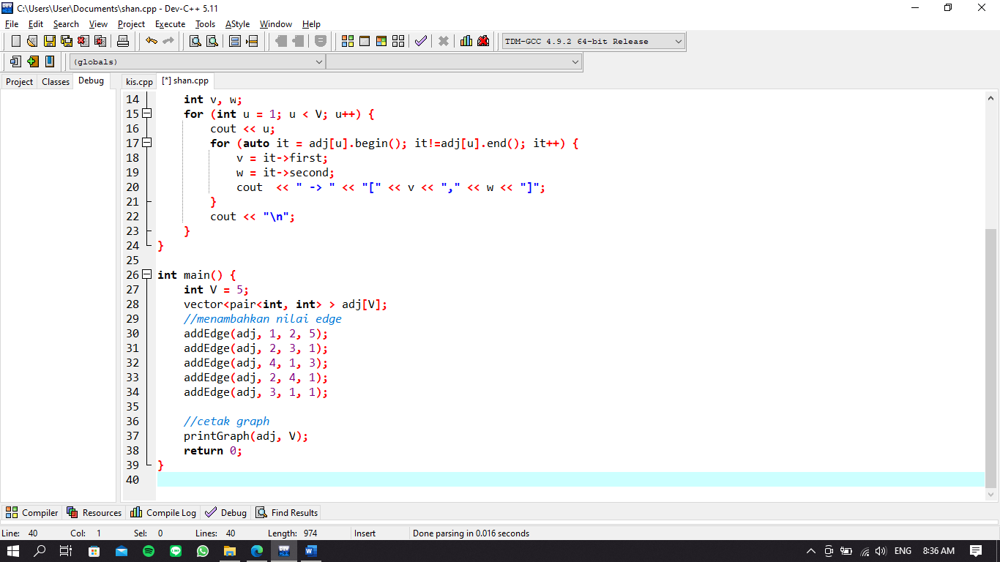 C:\Users\User\Documents\shan.cpp - Dev-C++ 5.11
File Edit Search View Project Execute Tools AStyle Window Help
TDM-GCC 4.9.2 64-bit Release
(globals)
Project Classes Debug kis.cpp [*] shan.cpp
14 int v, w;
15 for (int u = 1; u < V; u++) {
16 cout << u;
17 for (auto it = adj[u].begin(); it!=adj[u].end(); it++) {
18 v = it->first;
19 w = it->second;
20 cout  << " -> " << "[" << v << "," << w << "]";
21 }
22 cout << "\n";
23 }
24 }
25
26 int main() {
27 int V = 5;
28 vector<pair<int, int> > adj[V];
29 //menambahkan nilai edge
30 addEdge(adj, 1, 2, 5);
31 addEdge(adj, 2, 3, 1);
32 addEdge(adj, 4, 1, 3);
33 addEdge(adj, 2, 4, 1);
34 addEdge(adj, 3, 1, 1);
35
36 //cetak graph
37 printGraph(adj, V);
38 return 0;
39 }
40
Compiler Resources Compile Log Debug Find Results
Line: 40 Col: 1 Sel: 0 Lines: 40 Length: 974 Insert Done parsing in 0.016 seconds
ENG 8:36 AM